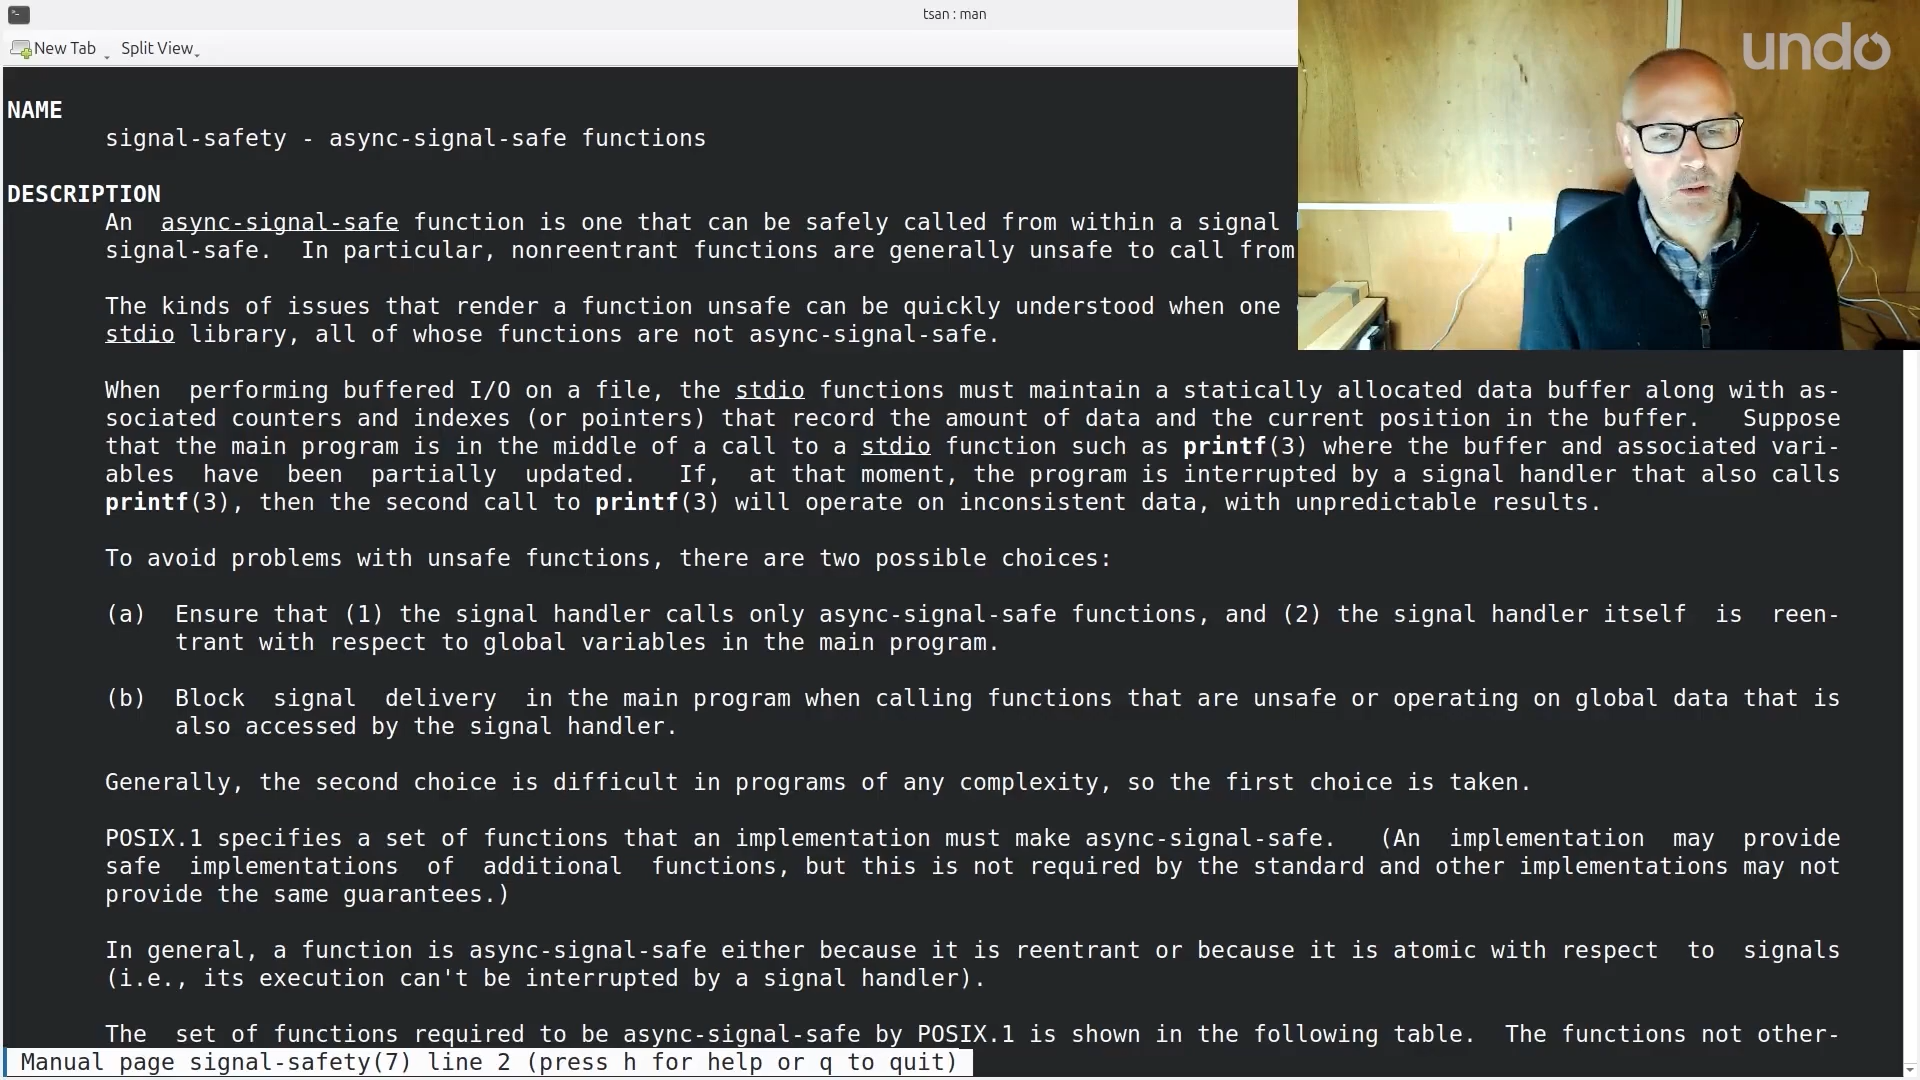 tsan : man
New Tab Split View
undo
NAME
signal-safety - async-signal-safe functions
DESCRIPTION
An async-signal-safe function is one that can be safely called from within a signal
signal-safe. In particular, nonreentrant functions are generally unsafe to call from
The kinds of issues that render a function unsafe can be quickly understood when one
stdio library, all of whose functions are not async-signal-safe.
When performing buffered I/O on a file, the stdio functions must maintain a statically allocated data buffer along with as-
sociated counters and indexes (or pointers) that record the amount of data and the current position in the buffer. Suppose
that the main program is in the middle of a call to a stdio function such as printf(3) where the buffer and associated vari-
ables have been partially updated. If, at that moment, the program is interrupted by a signal handler that also calls
printf(3), then the second call to printf(3) will operate on inconsistent data, with unpredictable results.
To avoid problems with unsafe functions, there are two possible choices:
(a) Ensure that (1) the signal handler calls only async-signal-safe functions, and (2) the signal handler itself is reen-
trant with respect to global variables in the main program.
(b) Block signal delivery in the main program when calling functions that are unsafe or operating on global data that is
also accessed by the signal handler.
Generally, the second choice is difficult in programs of any complexity, so the first choice is taken.
POSIX.1 specifies a set of functions that an implementation must make async-signal-safe. (An implementation may provide
safe implementations of additional functions, but this is not required by the standard and other implementations may not
provide the same guarantees.)
In general, a function is async-signal-safe either because it is reentrant or because it is atomic with respect to signals
(i.e., its execution can't be interrupted by a signal handler).
The set of functions required to be async-signal-safe by POSIX.1 is shown in the following table. The functions not other-
Manual page signal-safety(7) line 2 (press h for help or q to quit)